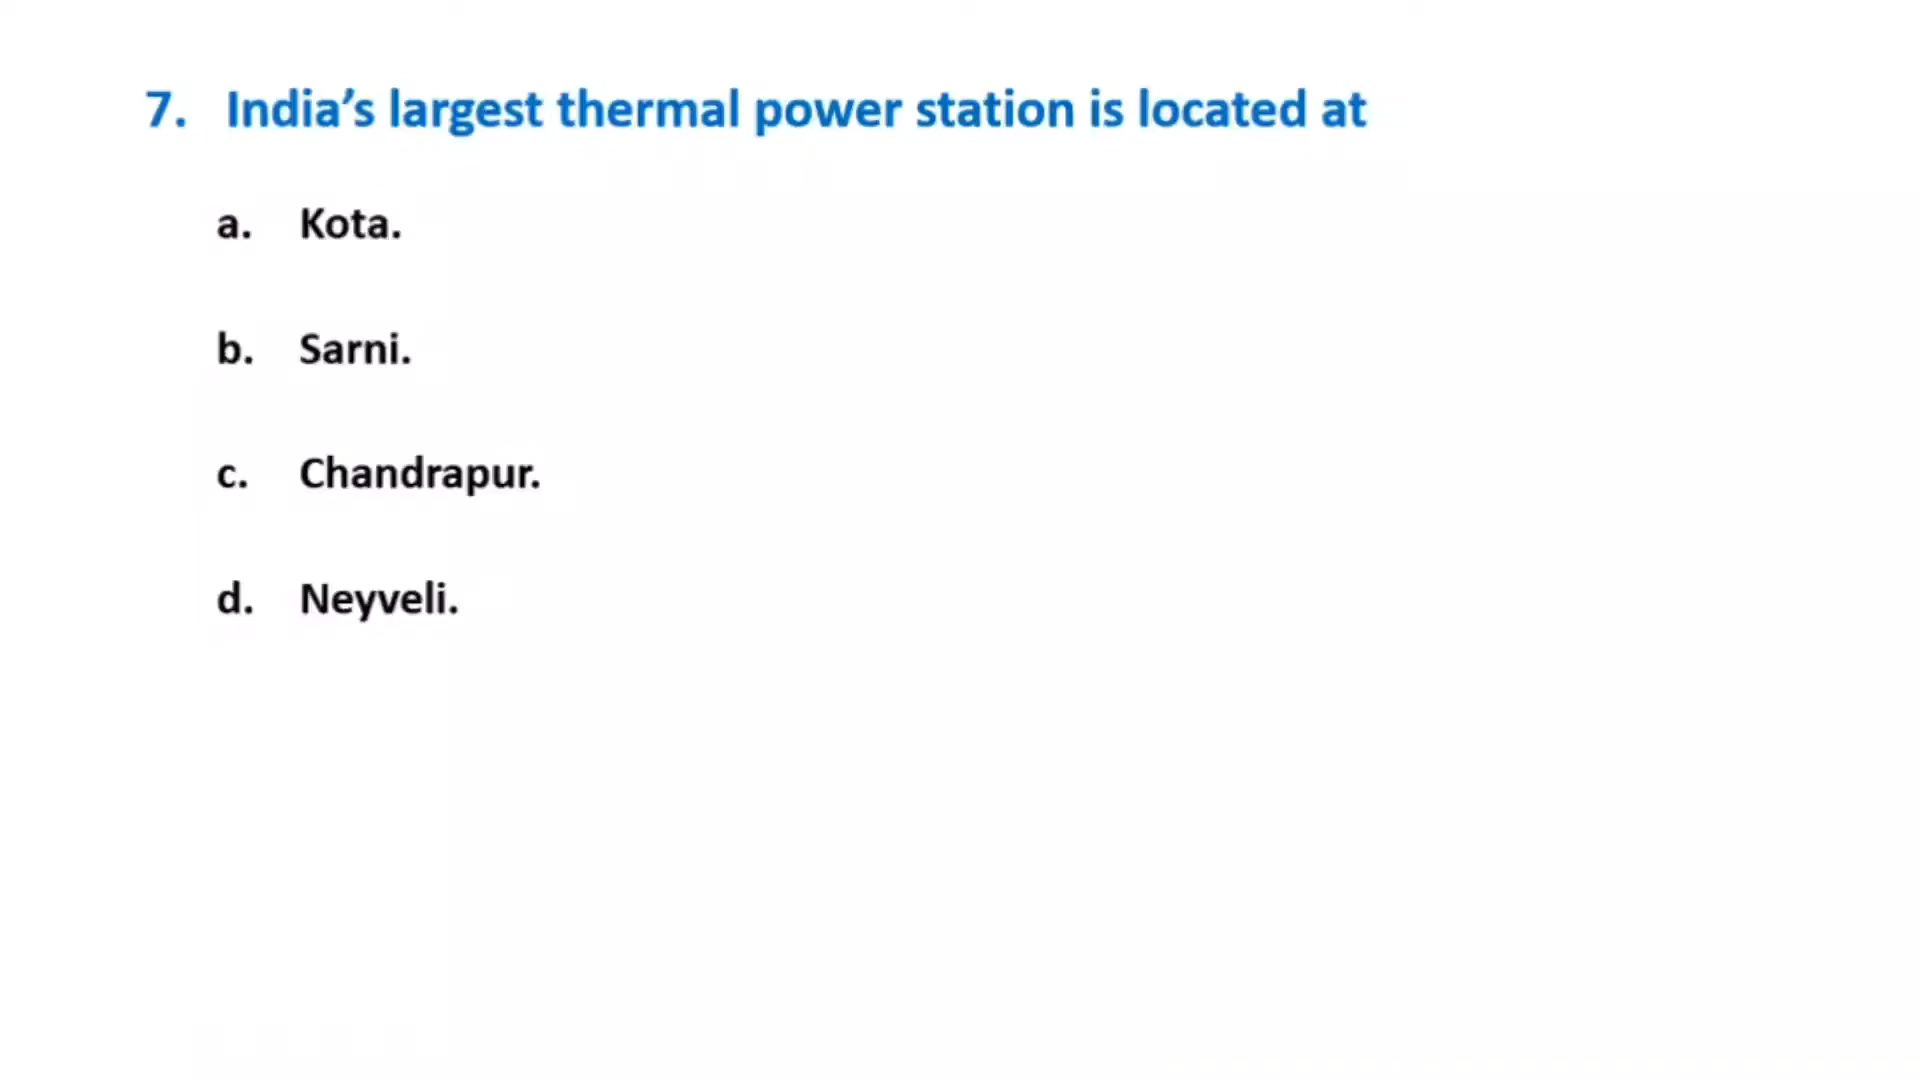 7. India’s largest thermal power station is located at
a. Kota.
b. Sarni.
c. Chandrapur.
d. Neyveli.